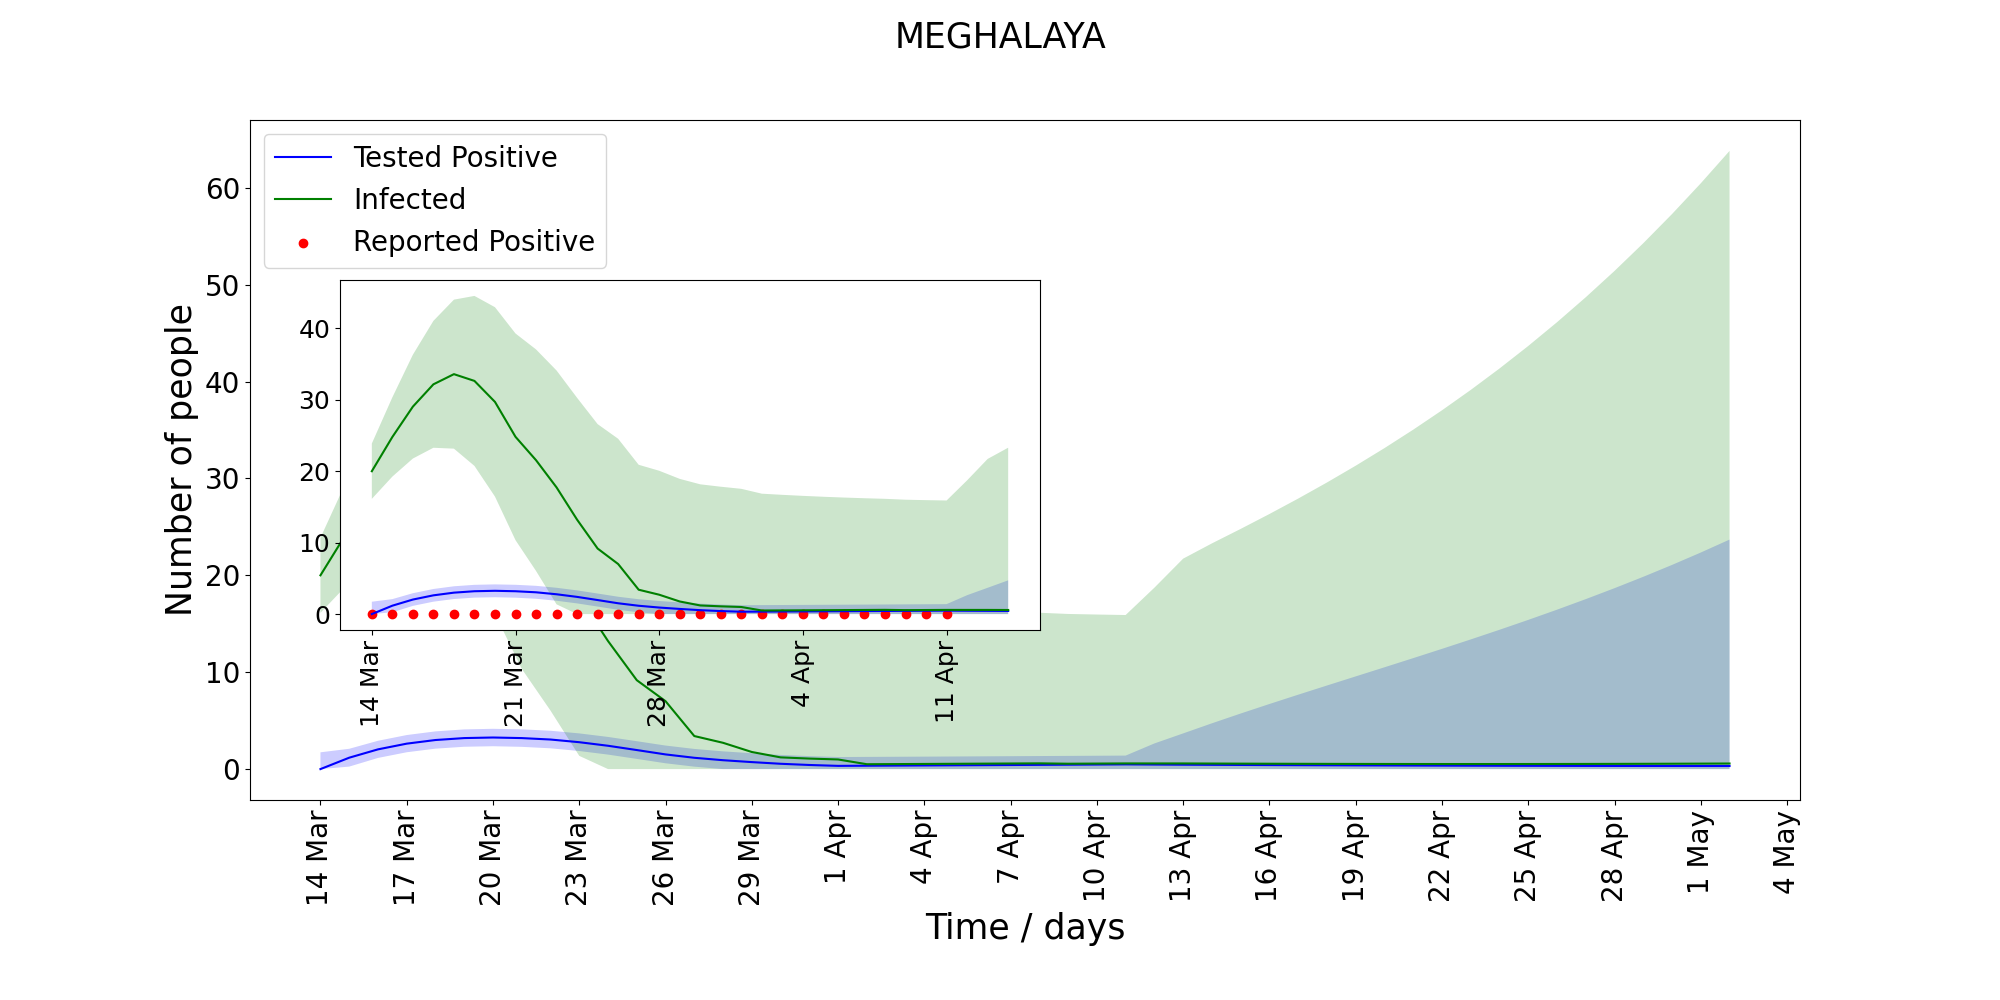 MEGHALAYA
Tested Positive
Infected
Reported Positive
Number of people
60
50
40
30
20
10
0
40
30
20
10
0
14 Mar
21 Mar
28 Mar
4 Apr
11 Apr
14 Mar
17 Mar
20 Mar
23 Mar
26 Mar
29 Mar
1 Apr
4 Apr
7 Apr
10 Apr
13 Apr
16 Apr
19 Apr
22 Apr
25 Apr
28 Apr
1 May
4 May
Time / days